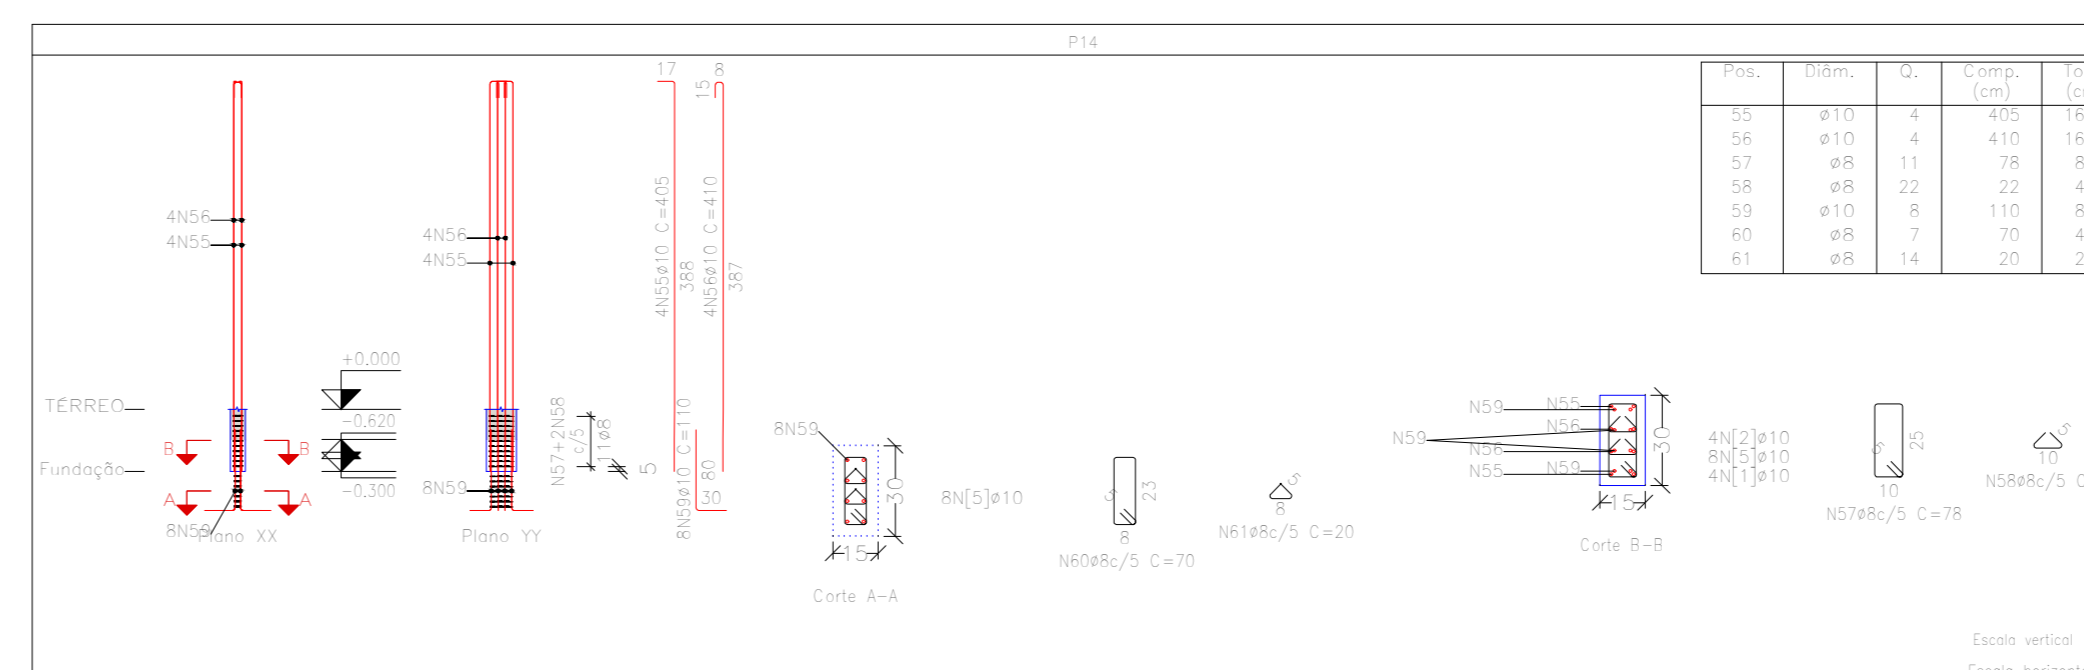 P14
Pos. Diâm. Q. Comp. (cm)
55 ø10 4 405
56 ø10 4 410
57 ø8 11 78
58 ø8 22 22
59 ø10 8 110
60 ø8 7 70
61 ø8 14 20
4N56
4N55
TÉRREO
Fundação
B B
A A
8N59
Plano XX
+0.000
-0.620
-0.300
4N56
4N55
8N59
Plano YY
N57+2N58
c/5
11ø8
5
17
4N55ø10 C=405
388
8
15
4N56ø10 C=410
387
8N59ø10 C=110
80
30
8N59
30
15
Corte A-A
8N[5]ø10
5
23
8
N60ø8c/5 C=70
5
8
N61ø8c/5 C=20
N59 N55
N56
N59
N56
N55 N59
30
15
Corte B-B
4N[2]ø10
8N[5]ø10
4N[1]ø10
5
25
10
N57ø8c/5 C=78
5
10
N58ø8c/5
Escala vertical